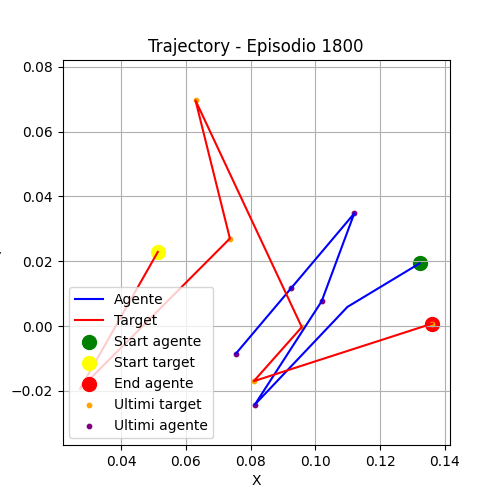 Trajectory - Episodio 1800
0.08
0.06
0.04
0.02
0.00
−0.02
Agente
Target
Start agente
Start target
End agente
Ultimi target
Ultimi agente
0.04 0.06 0.08 0.10 0.12 0.14
X